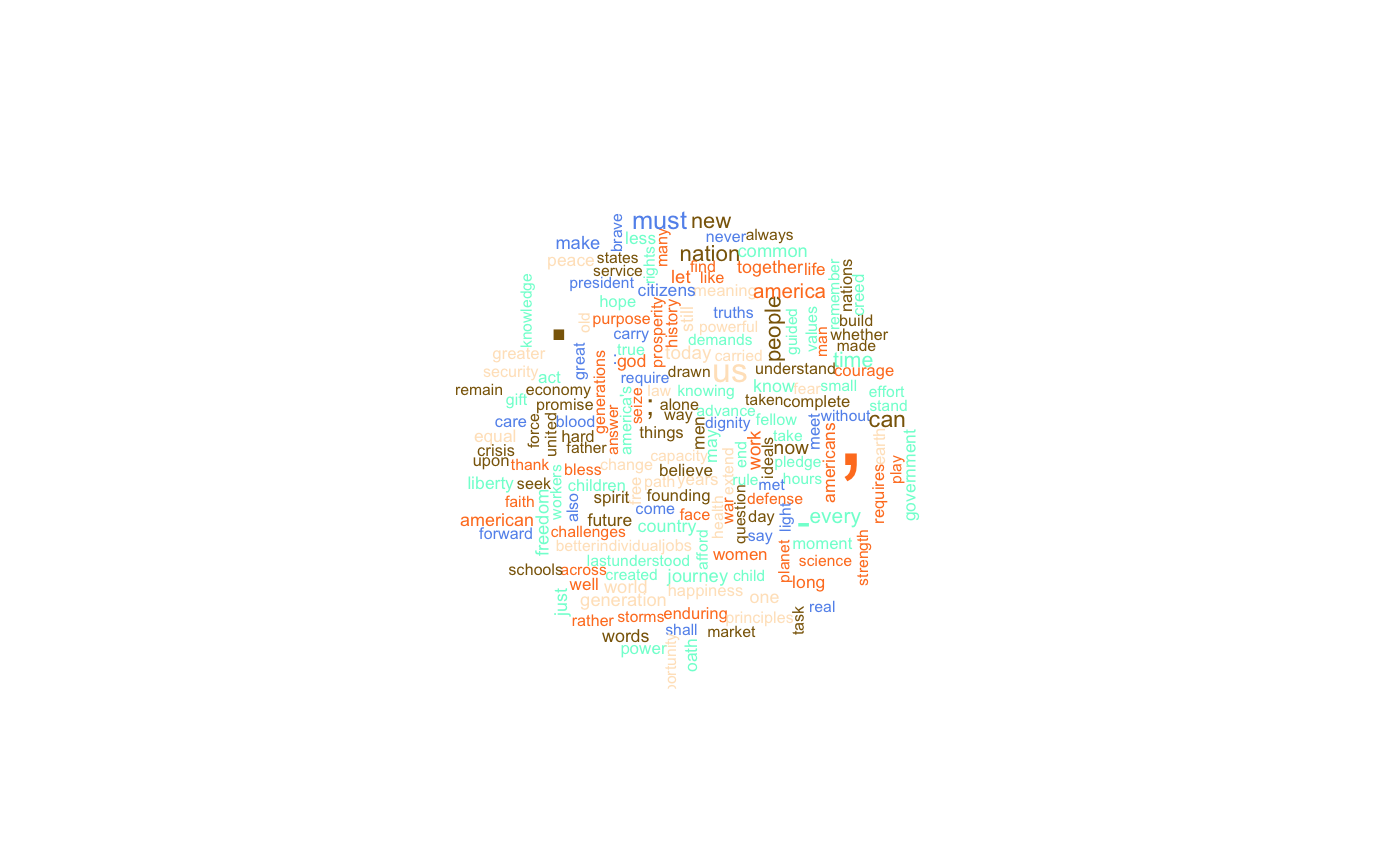 must
new
brave
less
many
never
always
make
peace
states
service
rights
nation
find
common
together
life
let
like
president
citizens
meaning
america
remember
nations
creed
knowledge
hope
old
purpose
prosperity
history
still
truths
powerful
people
guided
values
man
build
whether
made
.
carry
demands
greater
great
true
:
god
today
carried
time
security
act
generations
require
drawn
us
understand
courage
remain
economy
america's
seize
law
knowing
know
fear
small
effort
gift
promise
;
alone
taken
complete
stand
care
force
united
blood
answer
way
advance
dignity
fellow
meet
without
can
equal
hard
things
men
may
work
take
americans
earth
government
crisis
father
end
ideals
now
,
upon
thank
bless
change
capacity
believe
extend
pledge
requires
play
liberty
seek
workers
children
free
path
years
rule
met
hours
faith
freedom
also
spirit
founding
health
war
question
defense
american
future
come
face
day
light
-
every
forward
challenges
country
say
better
individual
jobs
afford
women
planet
moment
strength
last
understood
science
schools
across
created
journey
child
long
well
world
happiness
just
generation
one
rather
storms
enduring
principles
task
real
words
shall
market
power
oath